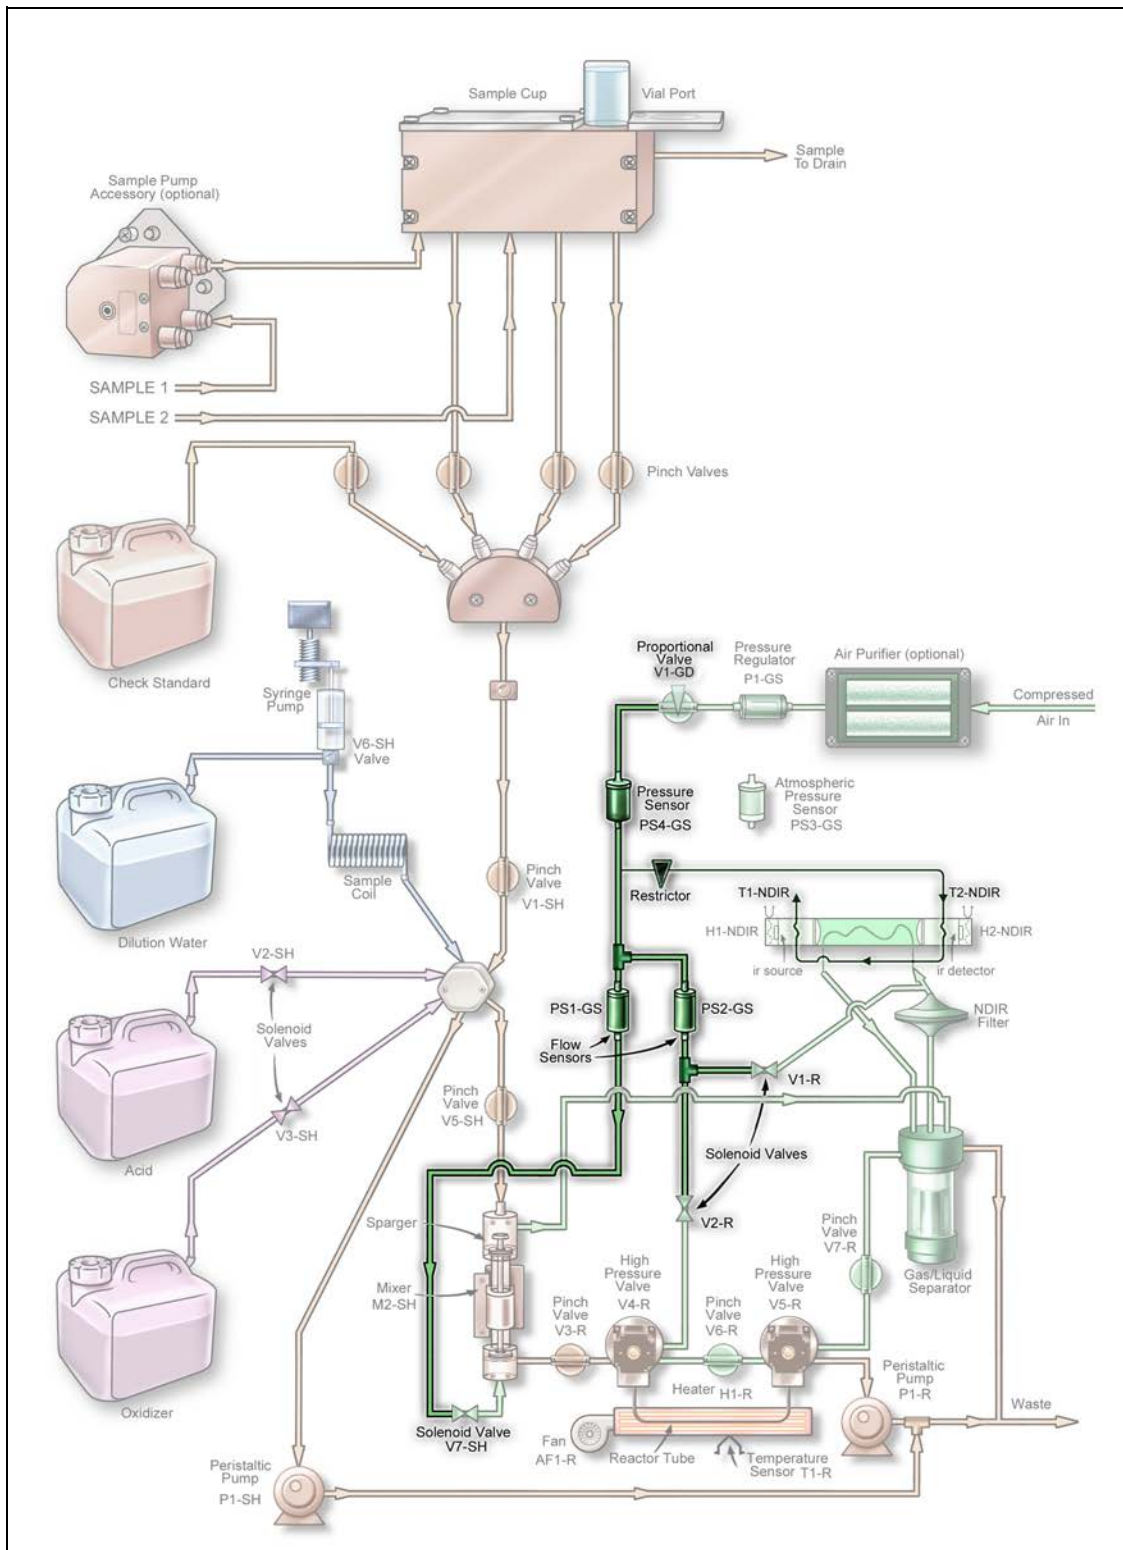 Sample Cup
Vial Port
Sample
To Drain
Sample Pump
Accessory (optional)
SAMPLE 1
SAMPLE 2
Pinch Valves
Check Standard
Syringe
Pump
V6-SH
Valve
Proportional
Valve
V1-GD
Pressure
Regulator
P1-GS
Air Purifier (optional)
Compressed
Air In
Pressure
Sensor
PS4-GS
Atmospheric
Pressure
Sensor
PS3-GS
Sample
Coil
Pinch
Valve
V1-SH
Restrictor
T1-NDIR
T2-NDIR
H1-NDIR
H2-NDIR
ir source
ir detector
Dilution Water
V2-SH
Solenoid
Valves
V3-SH
Acid
PS1-GS
PS2-GS
Flow
Sensors
NDIR
Filter
V1-R
Pinch
Valve
V5-SH
Solenoid Valves
V2-R
Sparger
Mixer
M2-SH
Pinch
Valve
V3-R
High
Pressure
Valve
V4-R
Pinch
Valve
V6-R
High
Pressure
Valve
V5-R
Pinch
Valve
V7-R
Gas/Liquid
Separator
Oxidizer
Heater H1-R
Peristaltic
Pump
P1-R
Waste
Solenoid Valve
V7-SH
Fan
AF1-R
Reactor Tube
Temperature
Sensor T1-R
Peristaltic
Pump
P1-SH